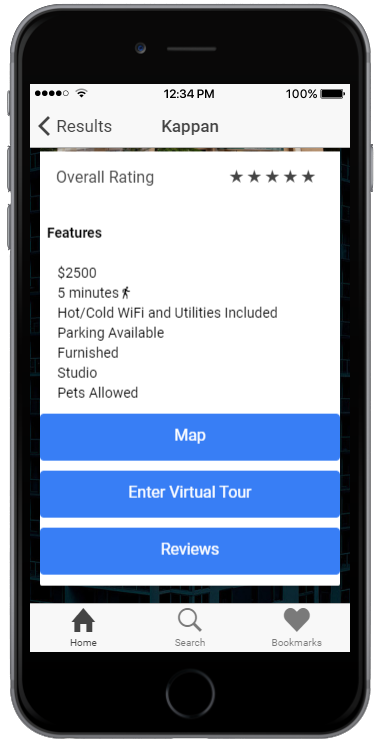 12:34 PM 100%
Results Kappan
Overall Rating ★★★★★
Features
$2500
5 minutes
Hot/Cold WiFi and Utilities Included
Parking Available
Furnished
Studio
Pets Allowed
Map
Enter Virtual Tour
Reviews
Home Search Bookmarks